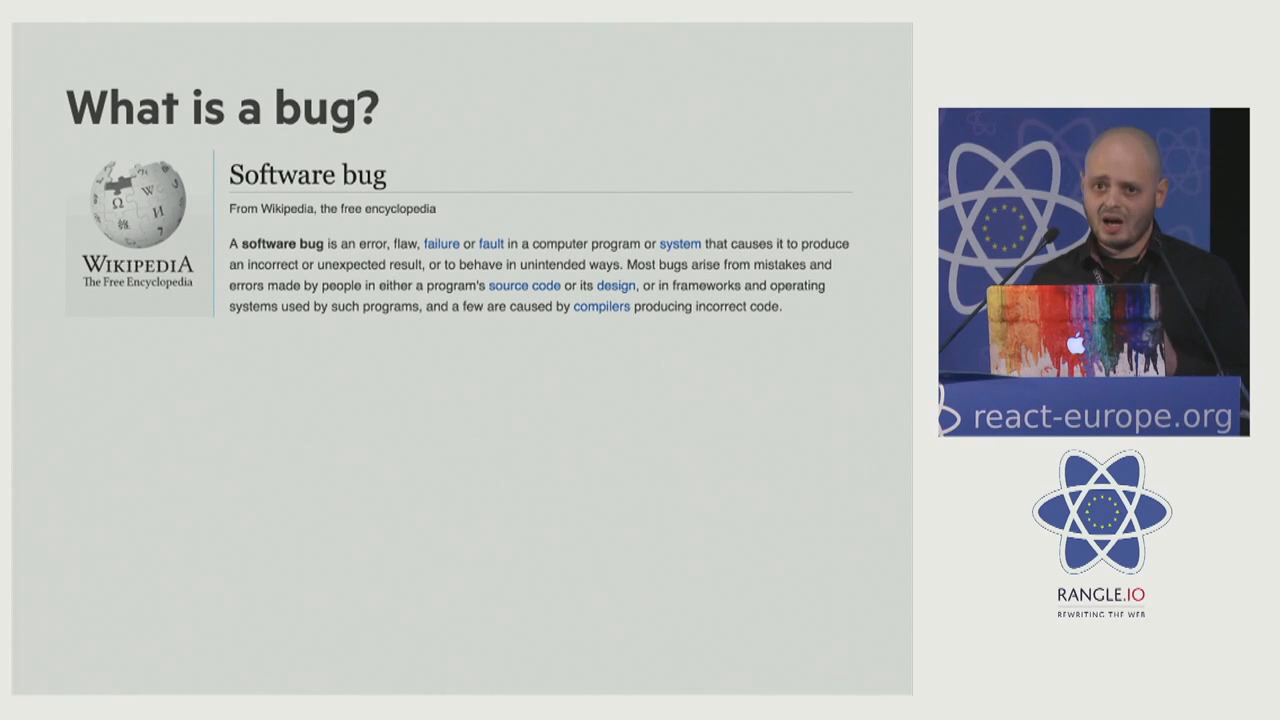 What is a bug?
WIKIPEDIA
The Free Encyclopedia
Software bug
From Wikipedia, the free encyclopedia
A software bug is an error, flaw, failure or fault in a computer program or system that causes it to produce
an incorrect or unexpected result, or to behave in unintended ways. Most bugs arise from mistakes and
errors made by people in either a program's source code or its design, or in frameworks and operating
systems used by such programs, and a few are caused by compilers producing incorrect code.
react-europe.org
RANGLE.IO
REWRITING THE WEB